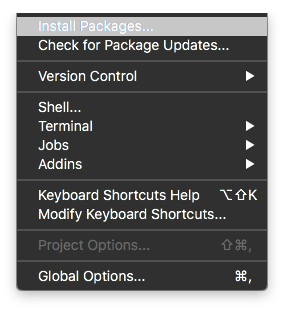 Install Packages...
Check for Package Updates...
Version Control ▶
Shell...
Terminal ▶
Jobs ▶
Addins ▶
Keyboard Shortcuts Help ⌥⇧K
Modify Keyboard Shortcuts...
Project Options... ⇧⌘,
Global Options... ⌘,